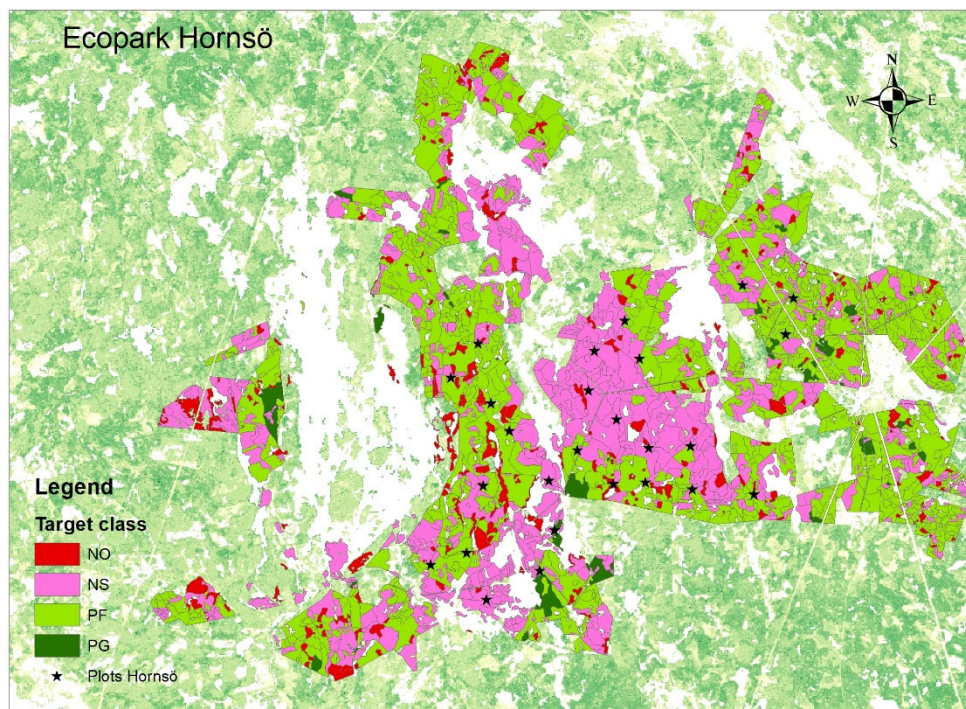 Ecopark Hornsö
N
W E
S
Legend
Target class
NO
NS
PF
PG
Plots Hornsö